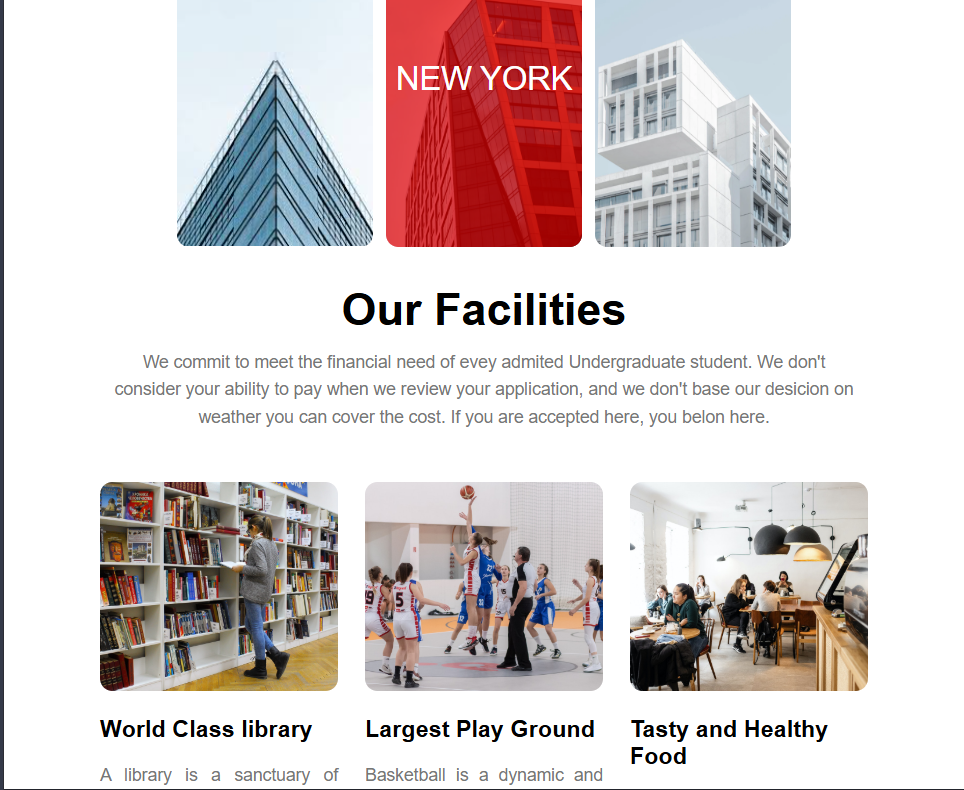 NEW YORK
Our Facilities
We commit to meet the financial need of evey admited Undergraduate student. We don't
consider your ability to pay when we review your application, and we don't base our desicion on
weather you can cover the cost. If you are accepted here, you belon here.
World Class library
Largest Play Ground
Tasty and Healthy
Food
A library is a sanctuary of
Basketball is a dynamic and